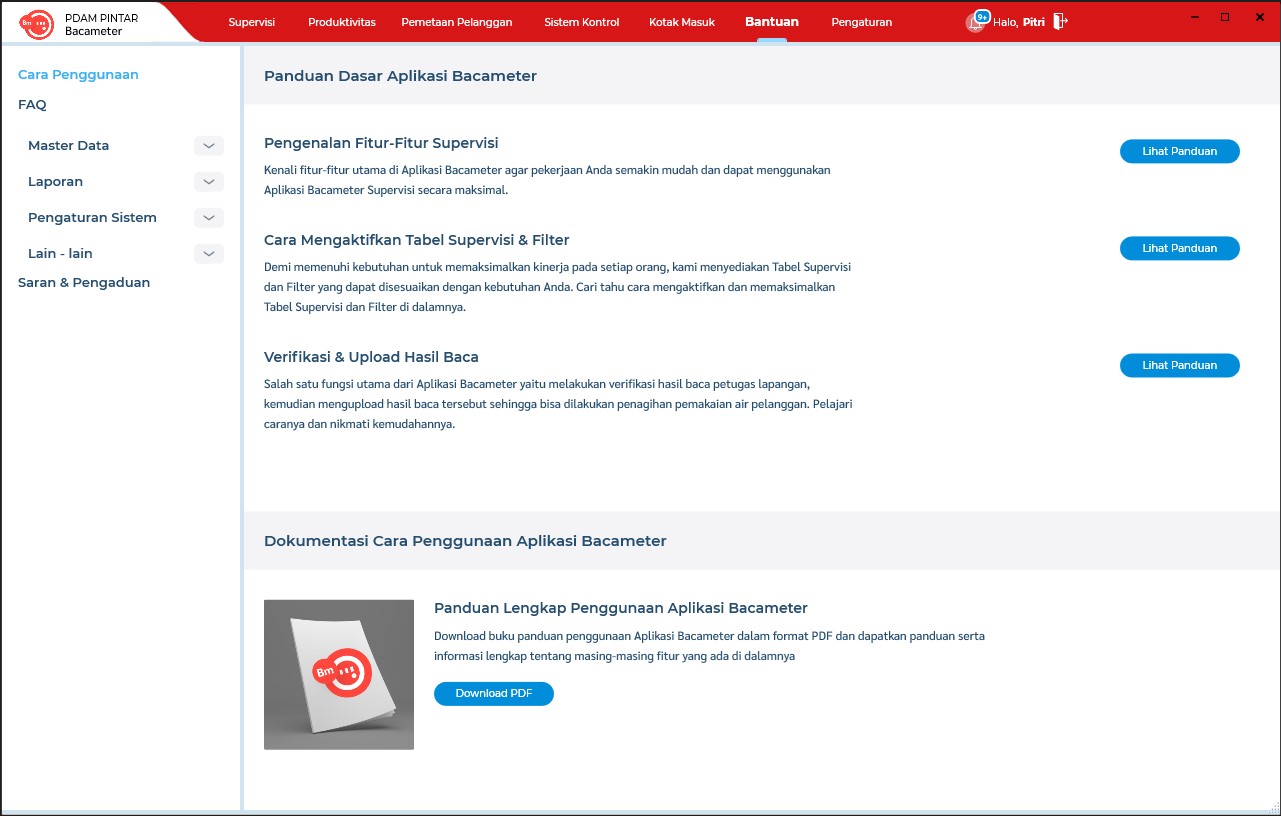 Bm
PDAM PINTAR
Bacameter
Supervisi
Produktivitas
Pemetaan Pelanggan
Sistem Kontrol
Kotak Masuk
Bantuan
Pengaturan
9+
Halo, Pitri
Cara Penggunaan
FAQ
Master Data
Laporan
Pengaturan Sistem
Lain - lain
Saran & Pengaduan
Panduan Dasar Aplikasi Bacameter
Pengenalan Fitur-Fitur Supervisi
Kenali fitur-fitur utama di Aplikasi Bacameter agar pekerjaan Anda semakin mudah dan dapat menggunakan
Aplikasi Bacameter Supervisi secara maksimal.
Lihat Panduan
Cara Mengaktifkan Tabel Supervisi & Filter
Demi memenuhi kebutuhan untuk memaksimalkan kinerja pada setiap orang, kami menyediakan Tabel Supervisi
dan Filter yang dapat disesuaikan dengan kebutuhan Anda. Cari tahu cara mengaktifkan dan memaksimalkan
Tabel Supervisi dan Filter di dalamnya.
Lihat Panduan
Verifikasi & Upload Hasil Baca
Salah satu fungsi utama dari Aplikasi Bacameter yaitu melakukan verifikasi hasil baca petugas lapangan,
kemudian mengupload hasil baca tersebut sehingga bisa dilakukan penagihan pemakaian air pelanggan. Pelajari
caranya dan nikmati kemudahannya.
Lihat Panduan
Dokumentasi Cara Penggunaan Aplikasi Bacameter
Bm
Panduan Lengkap Penggunaan Aplikasi Bacameter
Download buku panduan penggunaan Aplikasi Bacameter dalam format PDF dan dapatkan panduan serta
informasi lengkap tentang masing-masing fitur yang ada di dalamnya
Download PDF